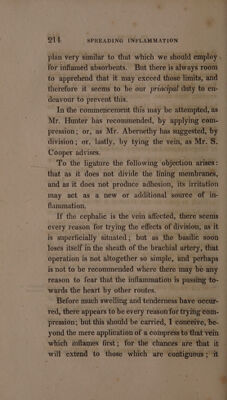 214 SPREADING INFLAMMATION
plan very similar to that which we should employ
for inflamed absorbents. But there is always room
to apprehend that it may exceed those limits, and
therefore it seems to be our principal duty to en-
deavour to prevent this.
In the commencement this may be attempted, as
Mr. Hunter has recommended, by applying com-
pression; or, as Mr. Abernethy has suggested, by
division; or, lastly, by tying the vein, as Mr. S.
Cooper advises.
To the ligature the following objection arises:
that as it does not divide the lining membranes,
and as it does not produce adhesion, its irritation
may act as a new or additional source of in-
flammation.
If the cephalic is the vein affected, there seems
every reason for trying the effects of division, as it
is superficially situated; but as the basilic soon
loses itself in the sheath of the brachial artery, that
operation is not altogether so simple, and perhaps
is not to be recommended where there may be any
reason to fear that the inflammation is passing to-
wards the heart by other routes.
Before much swelling and tenderness have occur-
red, there appears to be every reason for trying com-
pression; but this should be carried, I conceive, be-
yond the mere application of a compress to that vein
which inflames first; for the chances are that it
will extend to those which are contiguous; it